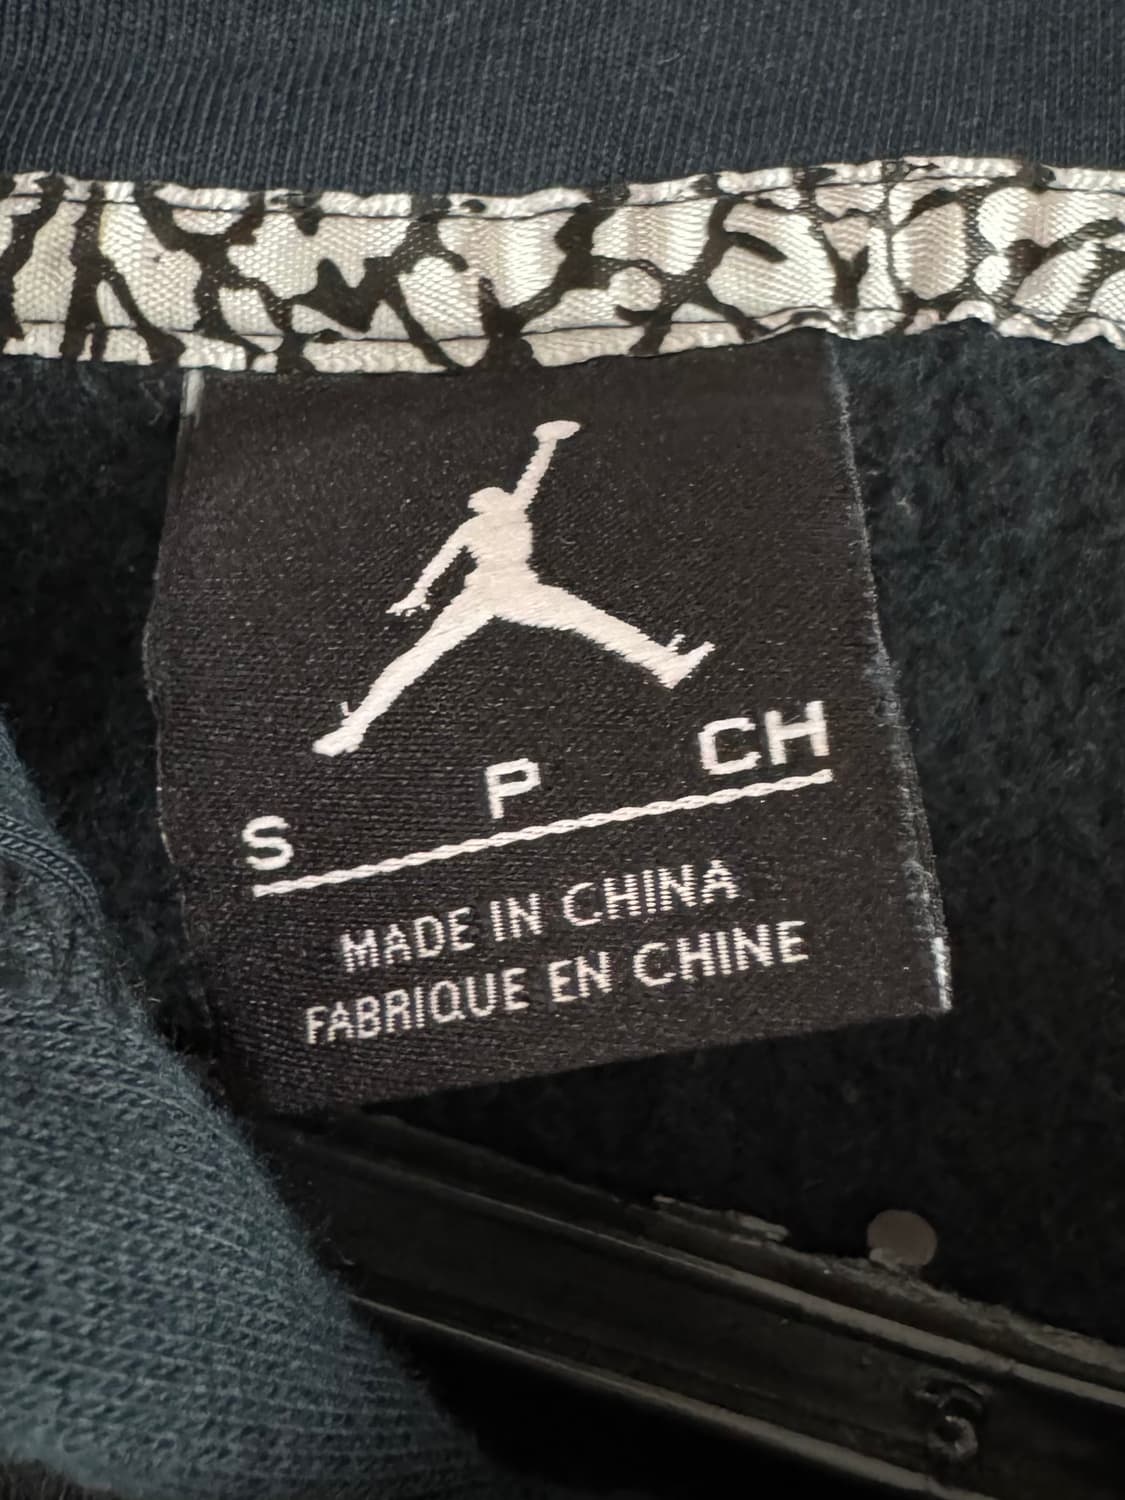 S P CH
MADE IN CHINA
FABRIQUE EN CHINE
S